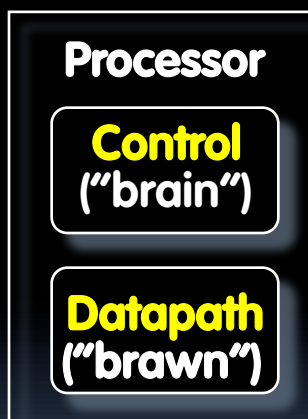 Processor
Control
("brain")
Datapath
("brawn")